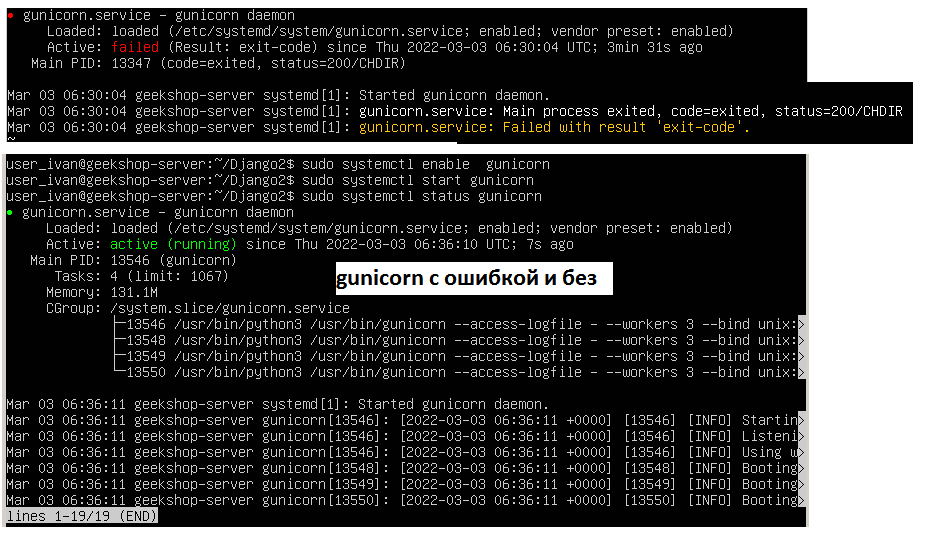 ● gunicorn.service - gunicorn daemon
Loaded: loaded (/etc/systemd/system/gunicorn.service; enabled; vendor preset: enabled)
Active: failed (Result: exit-code) since Thu 2022-03-03 06:30:04 UTC; 3min 31s ago
Main PID: 13347 (code=exited, status=200/CHDIR)
Mar 03 06:30:04 geekshop-server systemd[1]: Started gunicorn daemon.
Mar 03 06:30:04 geekshop-server systemd[1]: gunicorn.service: Main process exited, code=exited, status=200/CHDIR
Mar 03 06:30:04 geekshop-server systemd[1]: gunicorn.service: Failed with result 'exit-code'.
~
user_ivan@geekshop-server:~/Django2$ sudo systemctl enable  gunicorn
user_ivan@geekshop-server:~/Django2$ sudo systemctl start gunicorn
user_ivan@geekshop-server:~/Django2$ sudo systemctl status gunicorn
● gunicorn.service - gunicorn daemon
Loaded: loaded (/etc/systemd/system/gunicorn.service; enabled; vendor preset: enabled)
Active: active (running) since Thu 2022-03-03 06:36:10 UTC; 7s ago
Main PID: 13546 (gunicorn)
Tasks: 4 (limit: 1067)
Memory: 131.1M
gunicorn с ошибкой и без
CGroup: /system.slice/gunicorn.service
├─13546 /usr/bin/python3 /usr/bin/gunicorn --access-logfile - --workers 3 --bind unix:>
├─13548 /usr/bin/python3 /usr/bin/gunicorn --access-logfile - --workers 3 --bind unix:>
├─13549 /usr/bin/python3 /usr/bin/gunicorn --access-logfile - --workers 3 --bind unix:>
└─13550 /usr/bin/python3 /usr/bin/gunicorn --access-logfile - --workers 3 --bind unix:>
Mar 03 06:36:11 geekshop-server systemd[1]: Started gunicorn daemon.
Mar 03 06:36:11 geekshop-server gunicorn[13546]: [2022-03-03 06:36:11 +0000] [13546] [INFO] Startin>
Mar 03 06:36:11 geekshop-server gunicorn[13546]: [2022-03-03 06:36:11 +0000] [13546] [INFO] Listeni>
Mar 03 06:36:11 geekshop-server gunicorn[13546]: [2022-03-03 06:36:11 +0000] [13546] [INFO] Using w>
Mar 03 06:36:11 geekshop-server gunicorn[13548]: [2022-03-03 06:36:11 +0000] [13548] [INFO] Booting>
Mar 03 06:36:11 geekshop-server gunicorn[13549]: [2022-03-03 06:36:11 +0000] [13549] [INFO] Booting>
Mar 03 06:36:11 geekshop-server gunicorn[13550]: [2022-03-03 06:36:11 +0000] [13550] [INFO] Booting>
lines 1-19/19 (END)